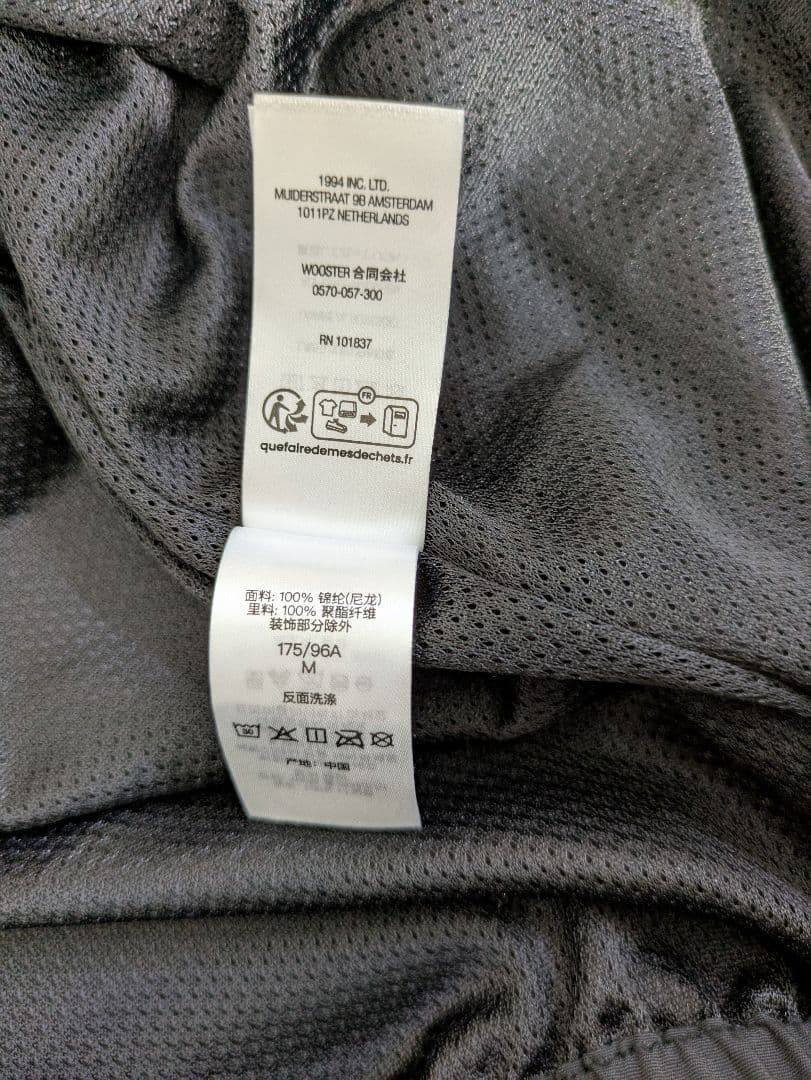 1994 INC. LTD.
MUIDERSTRAAT 9B AMSTERDAM
1011PZ NETHERLANDS
WOOSTER 合同会社
0570-057-300
RN 101837
FR
quefairedemesdechets.fr
面料: 100% 锦纶(尼龙)
里料: 100% 聚酯纤维
装饰部分除外
175/96A
M
反面洗涤
30
产地: 中国